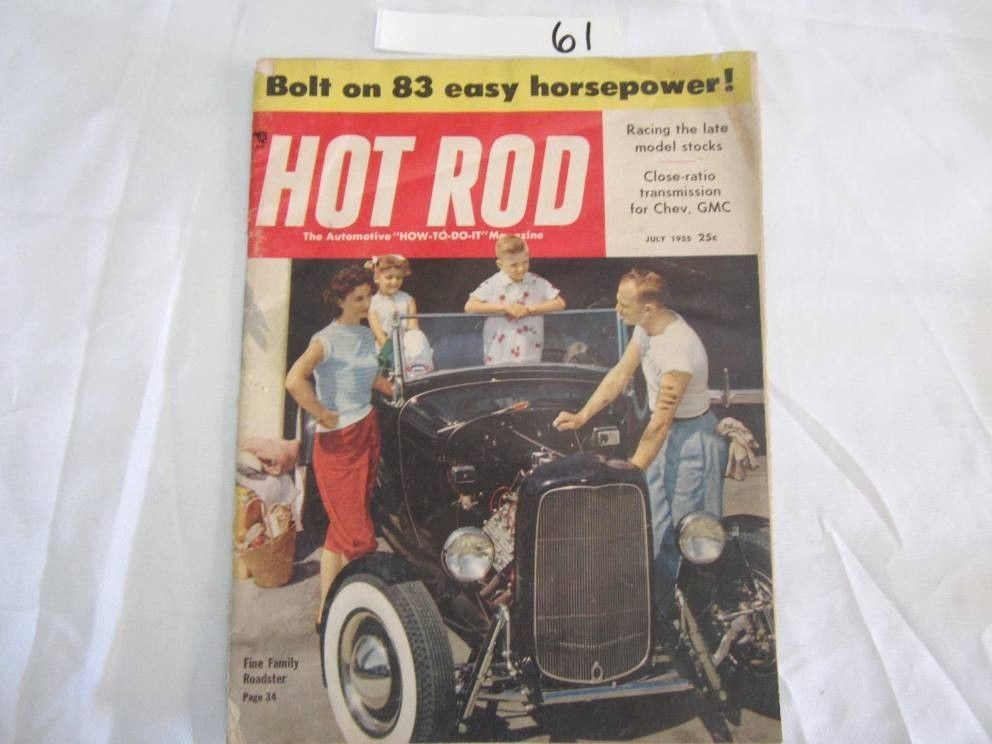 61
Bolt on 83 easy horsepower!
HOT ROD
The Automotive "HOW-TO-DO-IT" Magazine
Racing the late
model stocks
Close-ratio
transmission
for Chev, GMC
JULY 1955 25c
Fine Family
Roadster
Page 34